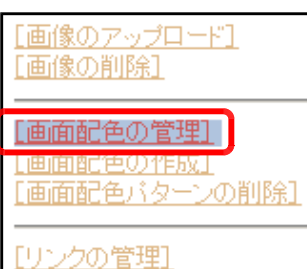 [画像のアップロード]
[画像の削除]
[画面配色の管理]
[画面配色の作成]
[画面配色パターンの削除]
[リンクの管理]